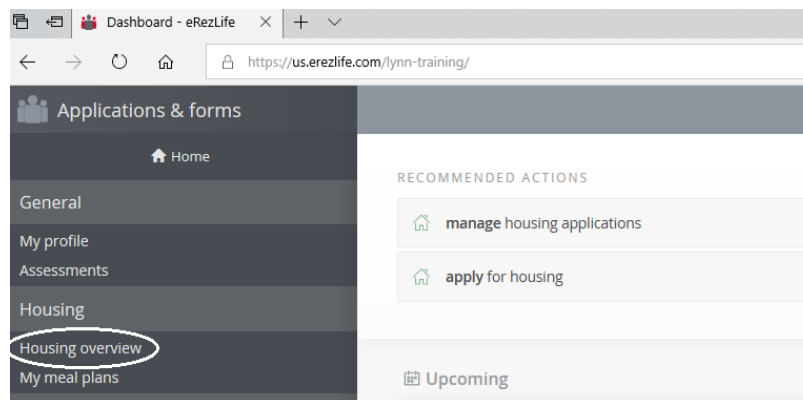 Dashboard - eRezLife
https://us.erezlife.com/lynn-training/
Applications & forms
Home
General
My profile
Assessments
Housing
Housing overview
My meal plans
RECOMMENDED ACTIONS
manage housing applications
apply for housing
Upcoming